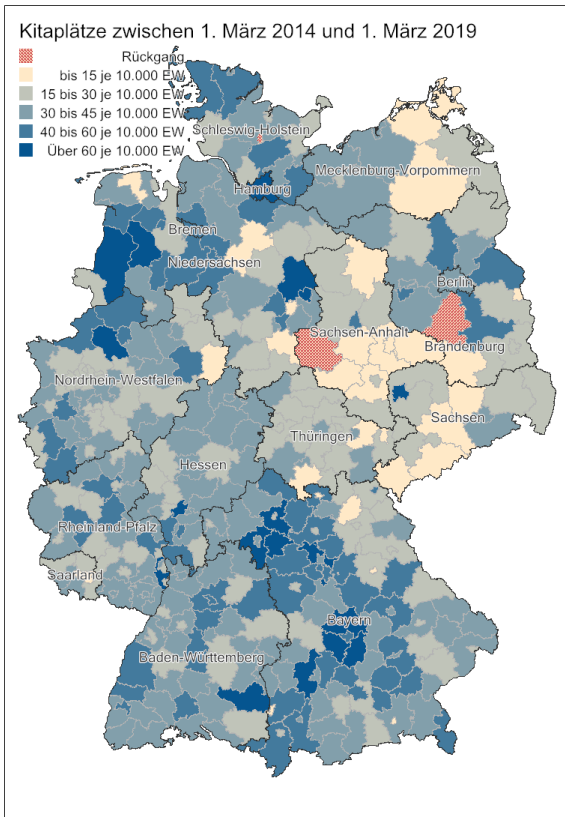 Kitaplätze zwischen 1. März 2014 und 1. März 2019
Rückgang
bis 15 je 10.000 EW
15 bis 30 je 10.000 EW
30 bis 45 je 10.000 EW
40 bis 60 je 10.000 EW
Über 60 je 10.000 EW
Schleswig-Holstein
Mecklenburg-Vorpommern
Hamburg
Bremen
Niedersachsen
Berlin
Sachsen-Anhalt
Brandenburg
Nordrhein-Westfalen
Sachsen
Thüringen
Hessen
Rheinland-Pfalz
Saarland
Bayern
Baden-Württemberg